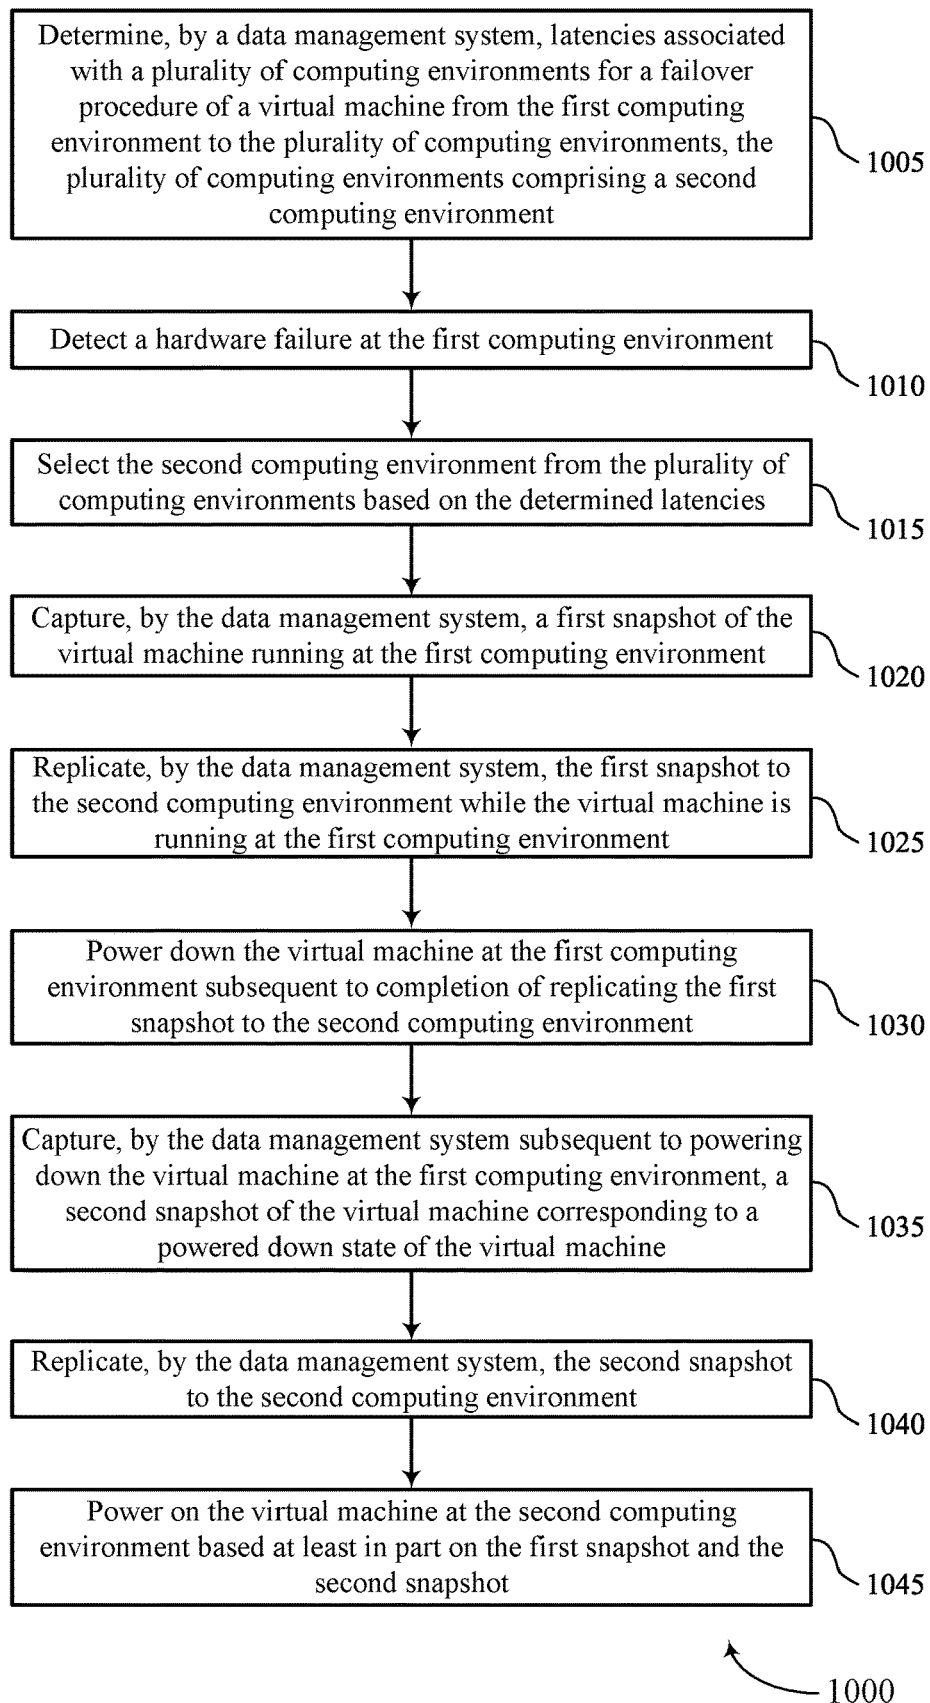 Determine, by a data management system, latencies associated
with a plurality of computing environments for a failover
procedure of a virtual machine from the first computing
environment to the plurality of computing environments, the
plurality of computing environments comprising a second
computing environment
1005
Detect a hardware failure at the first computing environment
1010
Select the second computing environment from the plurality of
computing environments based on the determined latencies
1015
Capture, by the data management system, a first snapshot of the
virtual machine running at the first computing environment
1020
Replicate, by the data management system, the first snapshot to
the second computing environment while the virtual machine is
running at the first computing environment
1025
Power down the virtual machine at the first computing
environment subsequent to completion of replicating the first
snapshot to the second computing environment
1030
Capture, by the data management system subsequent to powering
down the virtual machine at the first computing environment, a
second snapshot of the virtual machine corresponding to a
powered down state of the virtual machine
1035
Replicate, by the data management system, the second snapshot
to the second computing environment
1040
Power on the virtual machine at the second computing
environment based at least in part on the first snapshot and the
second snapshot
1045
1000